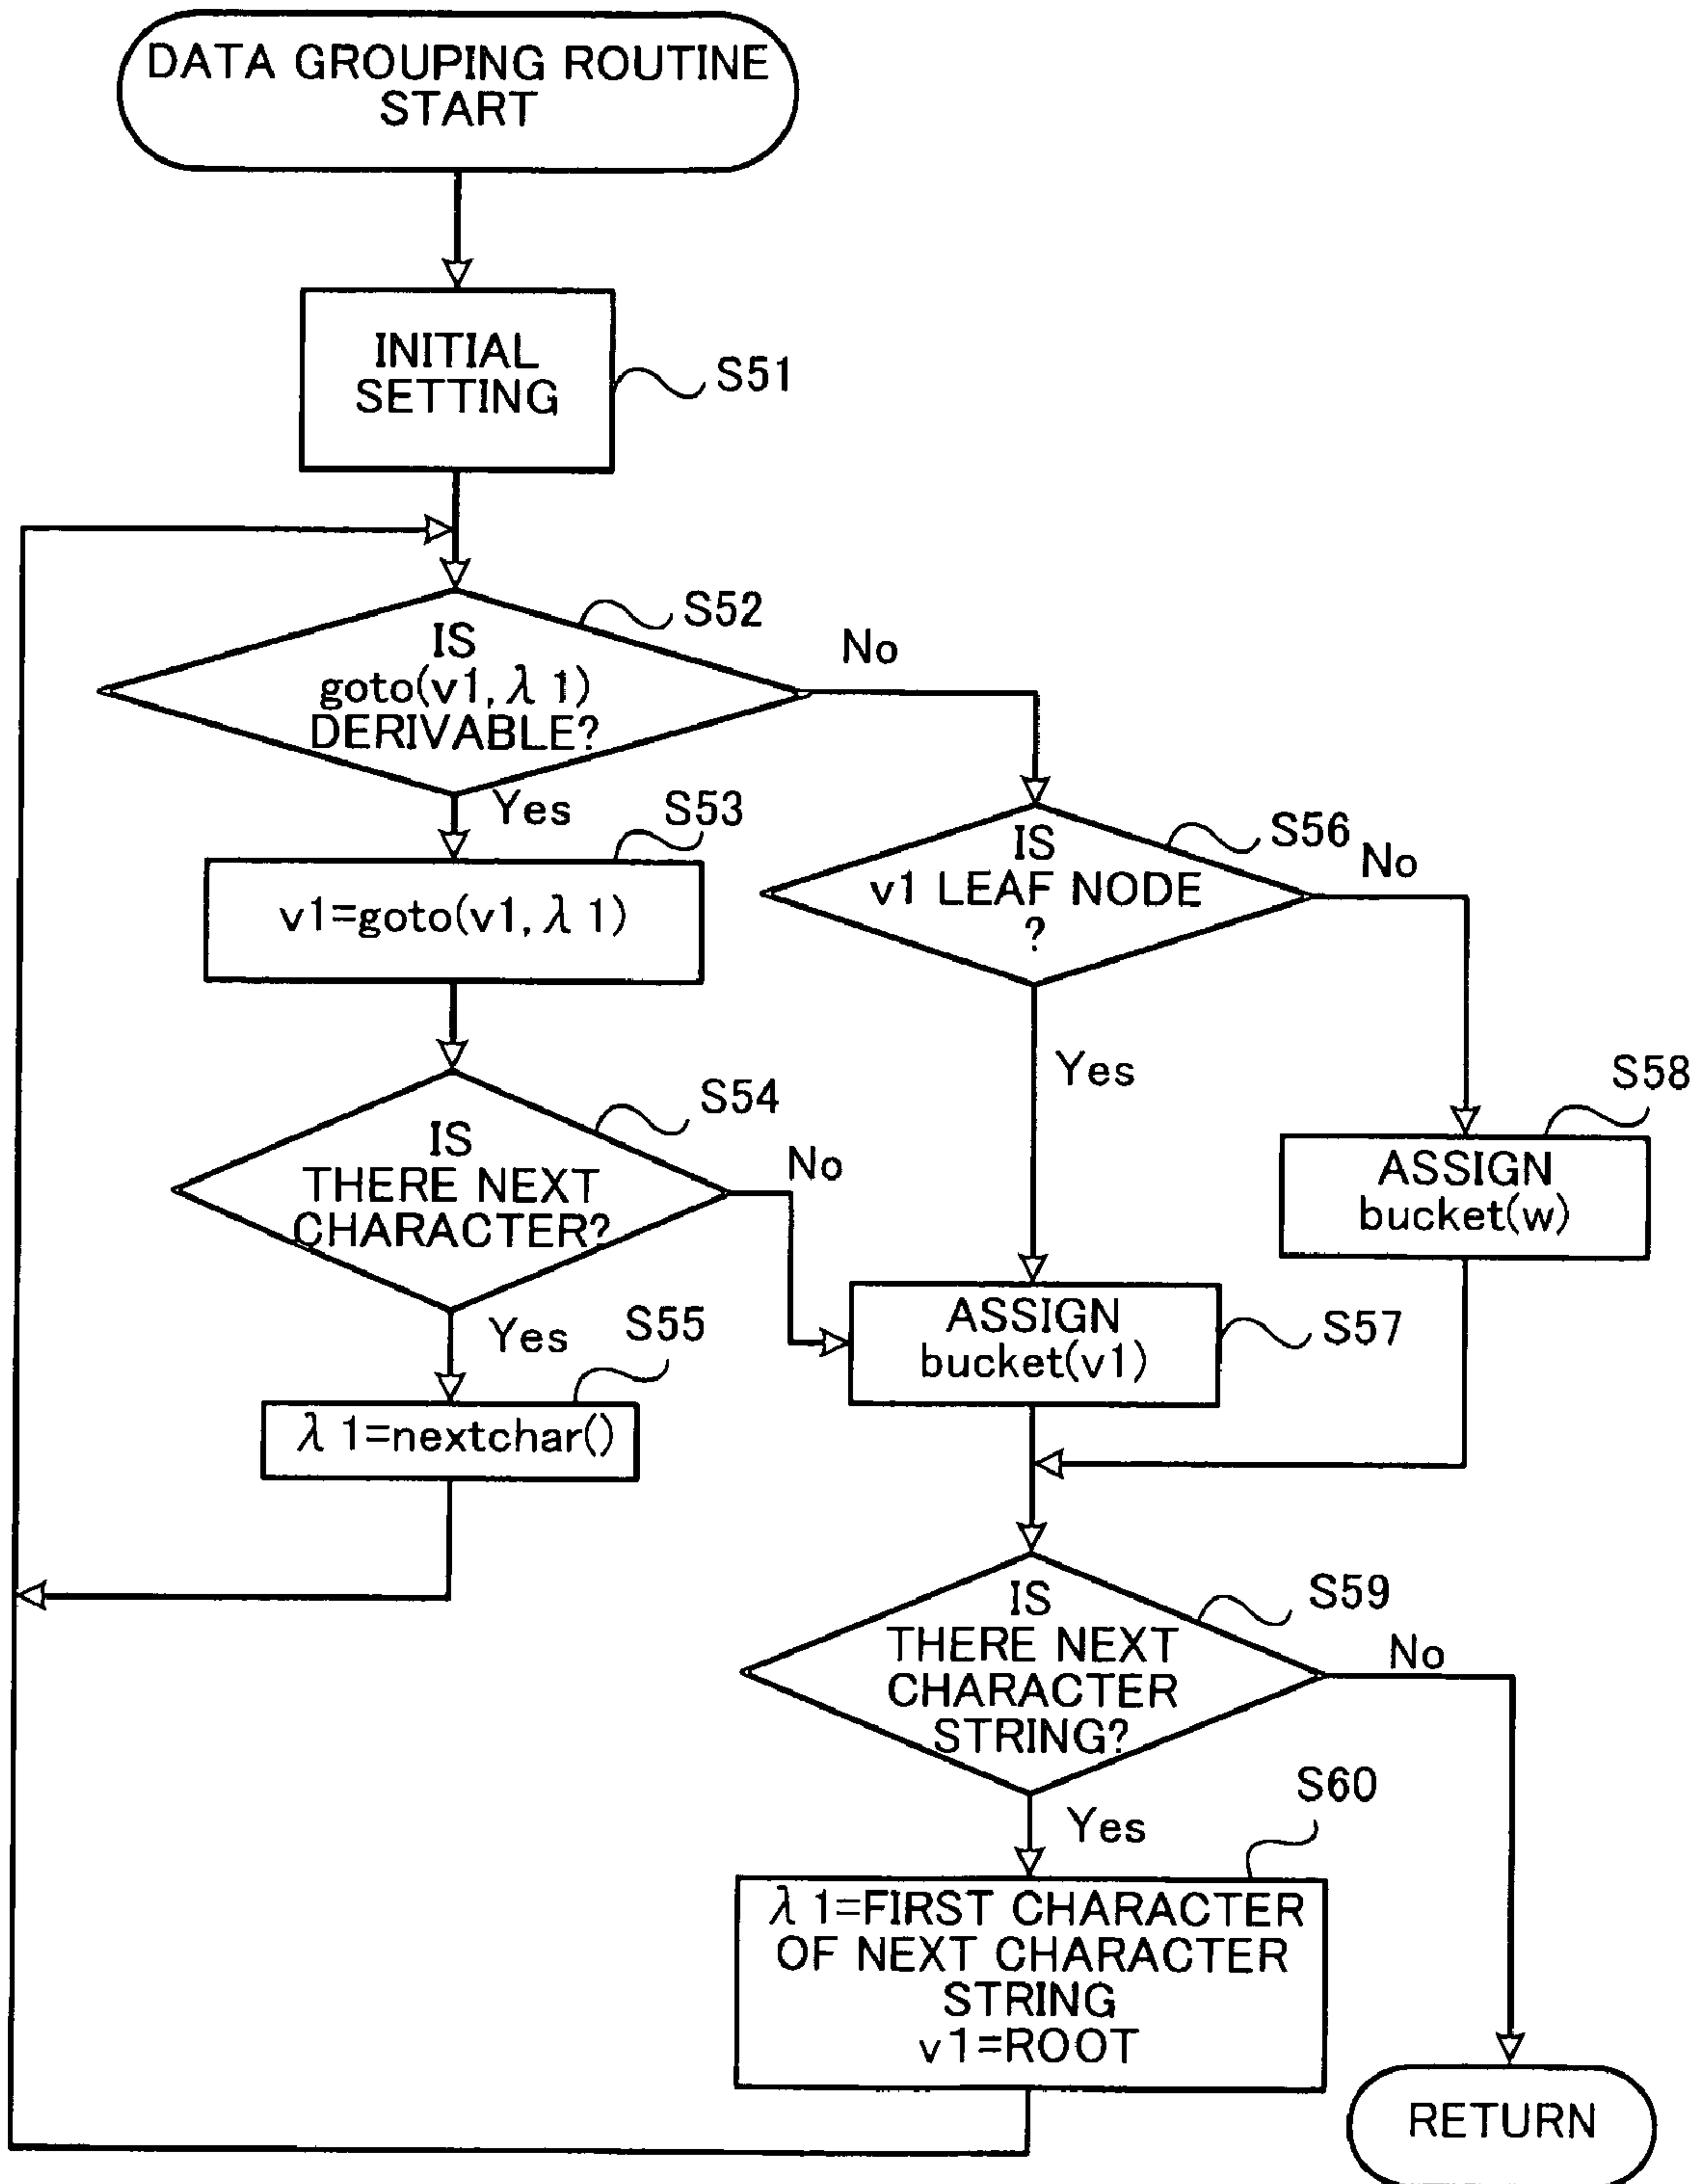 DATA GROUPING ROUTINE
START
INITIAL
SETTING
S51
S52
IS
goto(v1, λ 1)
DERIVABLE?
No
Yes
S53
v1=goto(v1, λ 1)
S56
IS
v1 LEAF NODE
?
No
Yes
S54
IS
THERE NEXT
CHARACTER?
No
Yes
S58
ASSIGN
bucket(w)
S55
λ 1=nextchar()
ASSIGN
bucket(v1)
S57
S59
IS
THERE NEXT
CHARACTER
STRING?
No
Yes
S60
λ 1=FIRST CHARACTER
OF NEXT CHARACTER
STRING
v1=ROOT
RETURN